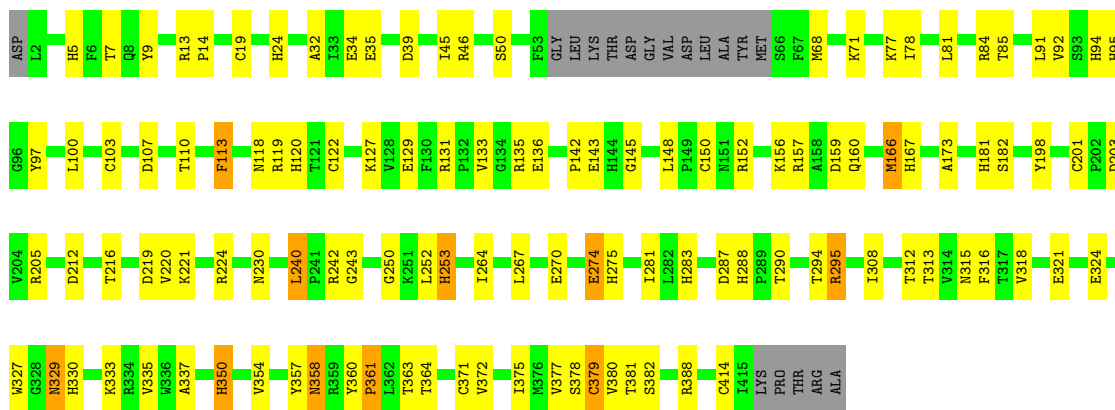 ASP L2 H5 F6 T7 Q8 Y9 R13 P14 C19 H24 A32 I33 E34 E35 D39 I45 R46 S50 F53 GLY LEU LYS THR ASP GLY VAL ASP LEU ALA TYR MET S66 F67 M68 K71 K77 I78 L81 R84 T85 L91 V92 S93 H94 H95
G96 Y97 L100 C103 D107 T110 F113 N118 R119 H120 T121 C122 K127 V128 E129 F130 R131 P132 V133 G134 R135 E136 P142 E143 H144 G145 L148 P149 C150 N151 R152 K156 R157 A158 D159 Q160 M166 H167 A173 H181 S182 Y198 C201 P202
V204 R205 D212 T216 D219 V220 K221 R224 N230 L240 P241 R242 G243 G250 K251 L252 H253 I264 L267 E270 E274 H275 I281 L282 H283 D287 H288 P289 T290 T294 R295 I308 T312 T313 V314 N315 F316 T317 V318 E321 E324
W327 G328 N329 H330 K333 R334 V335 W336 A337 H350 V354 Y357 N358 R359 Y360 P361 L362 T363 T364 C371 V372 I375 M376 V377 S378 C379 V380 T381 S382 R388 C414 I415 LYS PRO THR ARG ALA